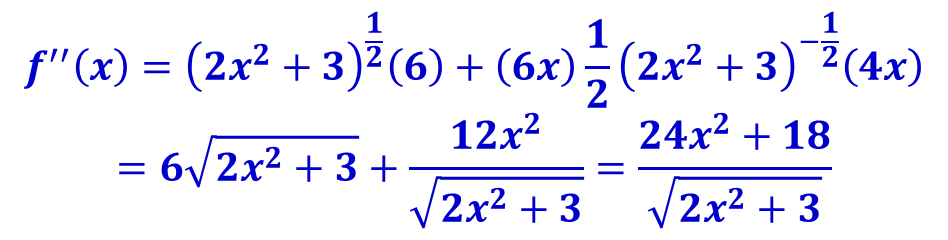 f''(x) = (2x² + 3)^{1/2}(6) + (6x) 1/2 (2x² + 3)^{-1/2}(4x)
= 6√(2x² + 3) + 12x²/√(2x² + 3) = (24x² + 18)/√(2x² + 3)